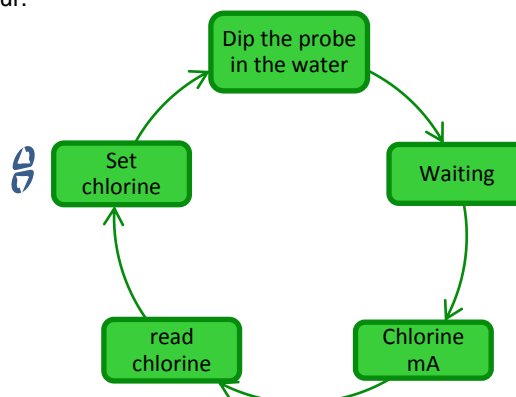 Dip the probe
in the water
Set
chlorine
Waiting
read
chlorine
Chlorine
mA